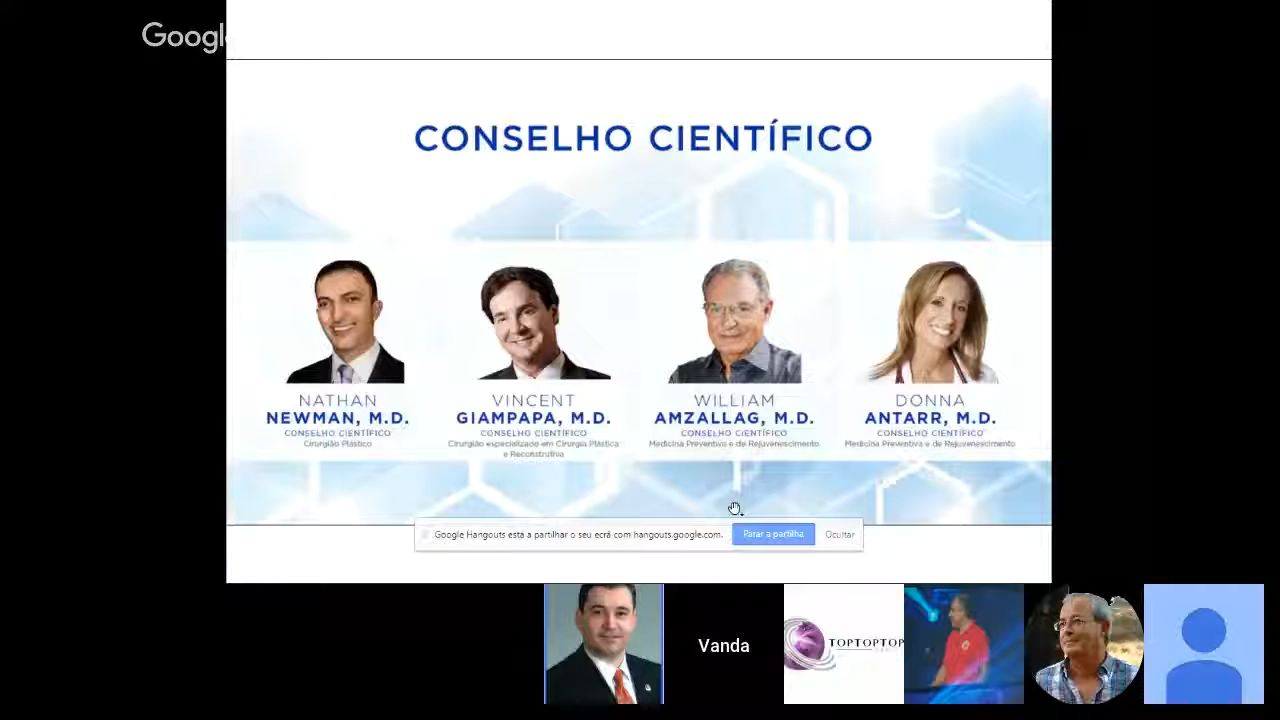 Google
CONSELHO CIENTÍFICO
NATHAN
NEWMAN, M.D.
CONSELHO CIENTÍFICO
Cirurgião Plástico
VINCENT
GIAMPAPA, M.D.
CONSELHO CIENTÍFICO
Cirurgião especializado em Cirurgia Plástica
e Reconstrutiva
WILLIAM
AMZALLAG, M.D.
CONSELHO CIENTÍFICO
Medicina Preventiva e de Rejuvenescimento
DONNA
ANTARR, M.D.
CONSELHO CIENTÍFICO
Medicina Preventiva e de Rejuvenescimento
Google Hangouts está a partilhar o seu ecrã com hangouts.google.com.
Parar a partilha
Ocultar
Vanda
TOPTOPTOP